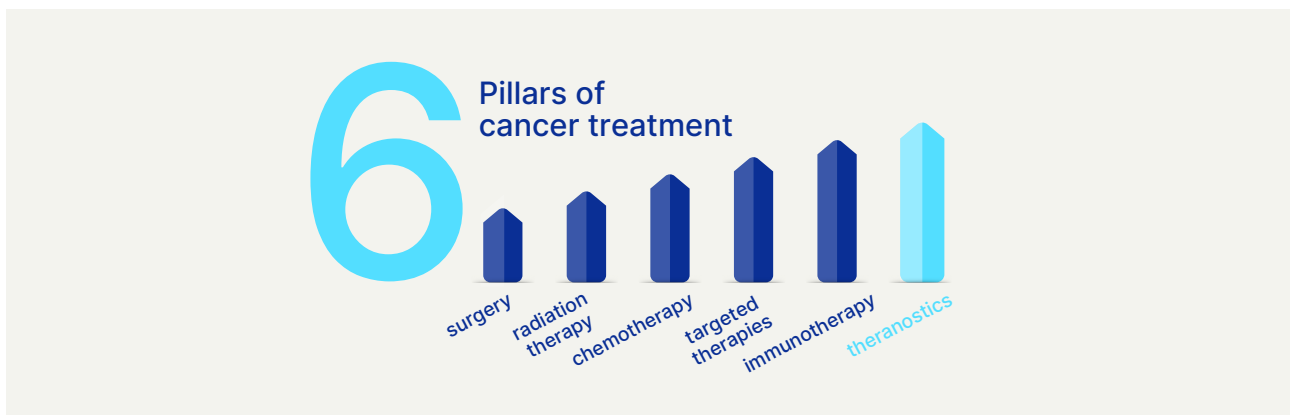 6
Pillars of
cancer treatment
surgery
radiation
therapy
chemotherapy
targeted
therapies
immunotherapy
theranostics